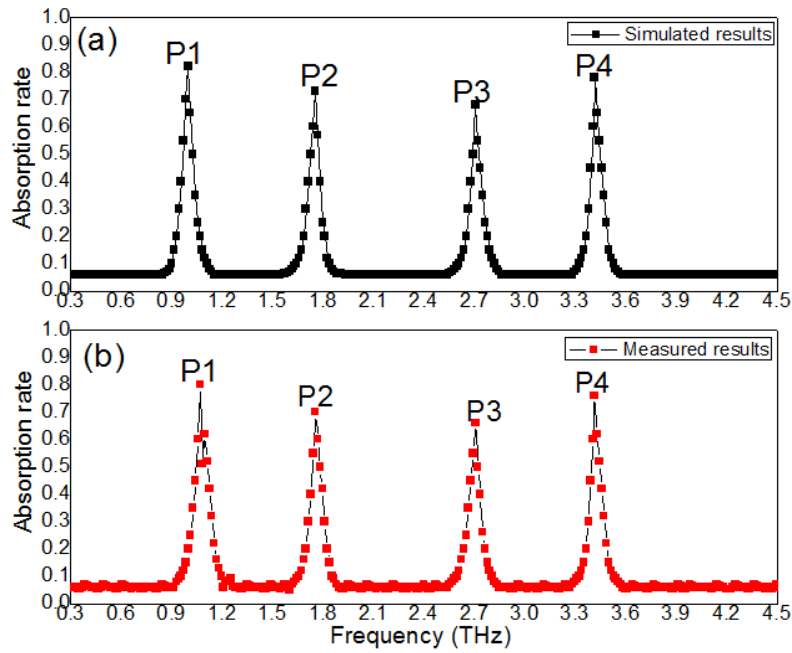 (a)
Simulated results
P1
P2
P3
P4
Absorption rate
1.0
0.9
0.8
0.7
0.6
0.5
0.4
0.3
0.2
0.1
0.0
0.3 0.6 0.9 1.2 1.5 1.8 2.1 2.4 2.7 3.0 3.3 3.6 3.9 4.2 4.5
(b)
Measured results
P1
P2
P3
P4
Absorption rate
1.0
0.9
0.8
0.7
0.6
0.5
0.4
0.3
0.2
0.1
0.0
0.3 0.6 0.9 1.2 1.5 1.8 2.1 2.4 2.7 3.0 3.3 3.6 3.9 4.2 4.5
Frequency (THz)